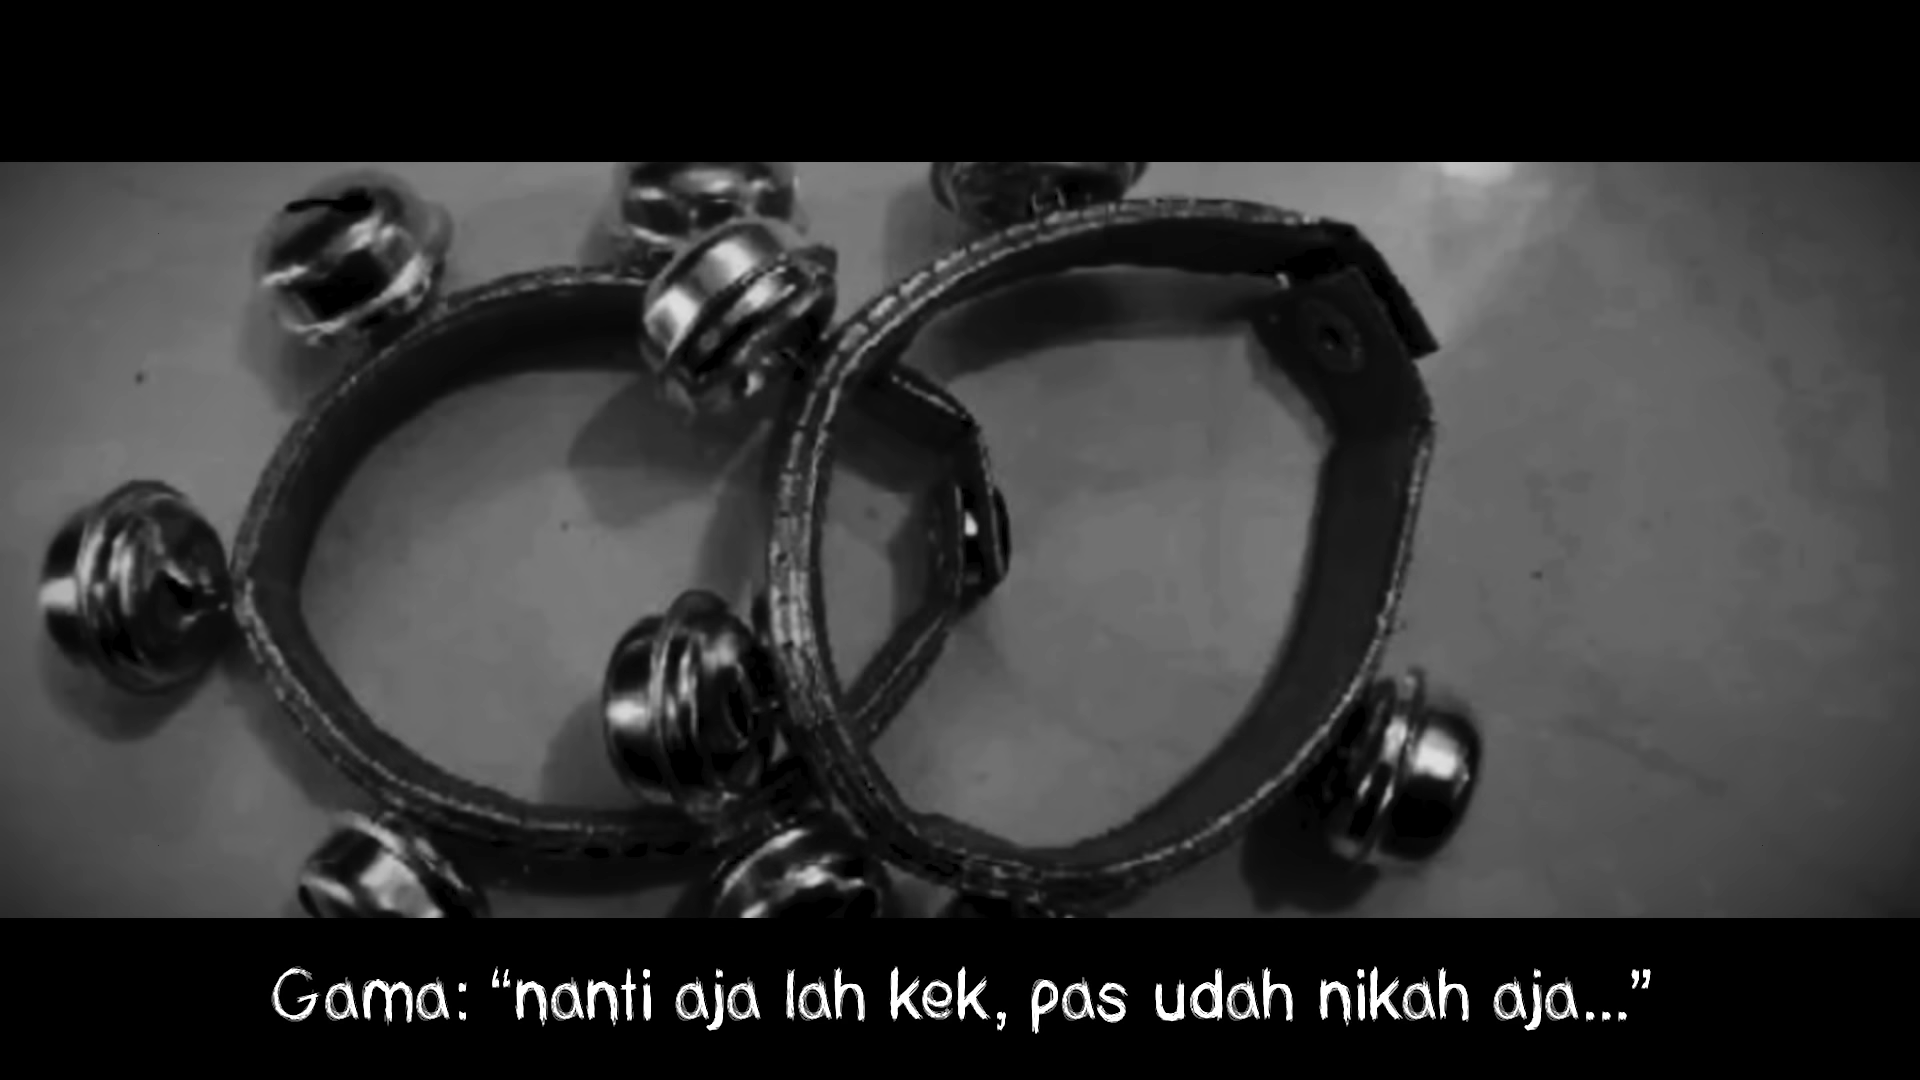 Gama: “nanti aja lah kek, pas udah nikah aja...”